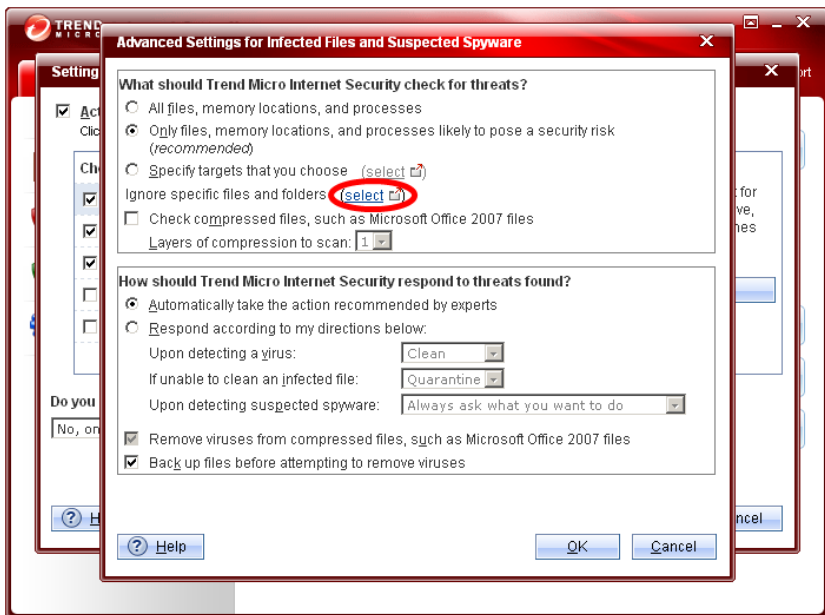 TREND
MICRO
Advanced Settings for Infected Files and Suspected Spyware
Setting
What should Trend Micro Internet Security check for threats?
All files, memory locations, and processes
Only files, memory locations, and processes likely to pose a security risk
(recommended)
Specify targets that you choose (select)
Ignore specific files and folders (select)
Check compressed files, such as Microsoft Office 2007 files
Layers of compression to scan: 1
How should Trend Micro Internet Security respond to threats found?
Automatically take the action recommended by experts
Respond according to my directions below:
Upon detecting a virus: Clean
If unable to clean an infected file: Quarantine
Upon detecting suspected spyware: Always ask what you want to do
Do you
No, on
Remove viruses from compressed files, such as Microsoft Office 2007 files
Back up files before attempting to remove viruses
Help
OK
Cancel